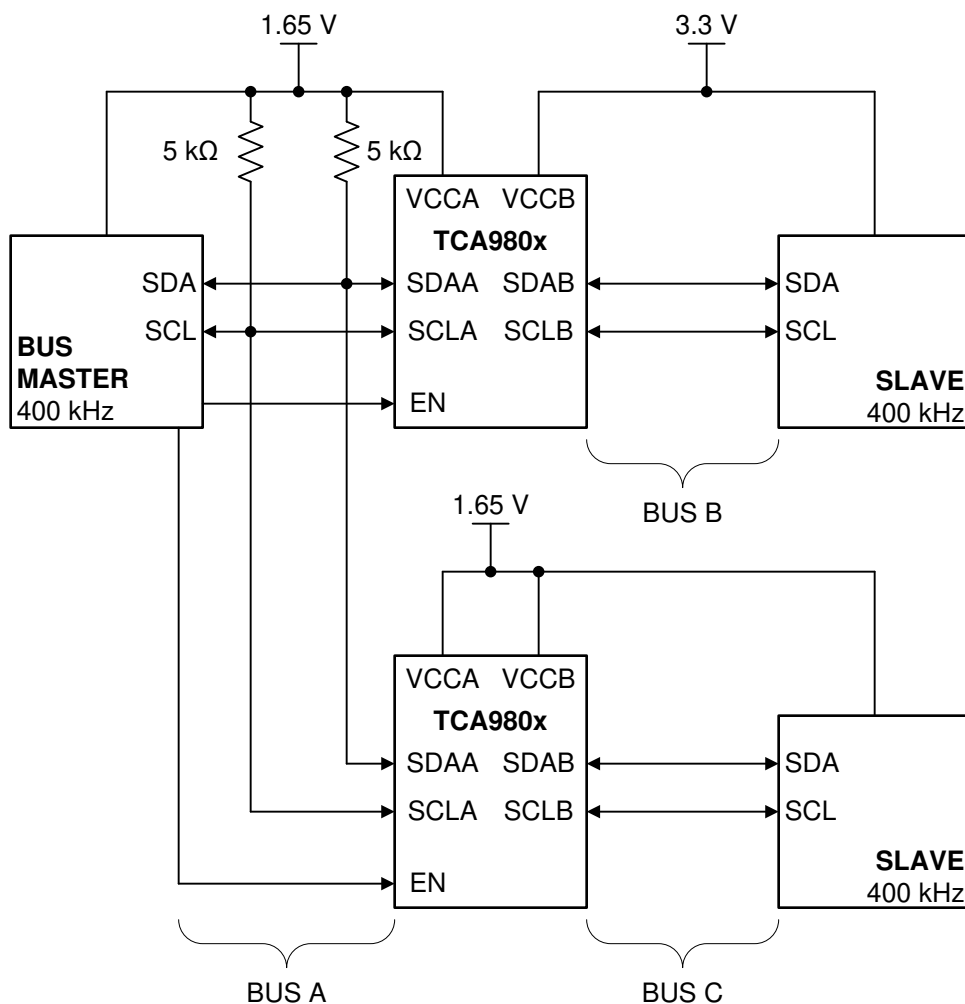 1.65 V
3.3 V
5 kΩ
5 kΩ
VCCA VCCB
TCA980x
SDA
SDAA SDAB
SDA
SCL
SCLA SCLB
SCL
BUS
MASTER
400 kHz
EN
SLAVE
400 kHz
BUS B
1.65 V
VCCA VCCB
TCA980x
SDAA SDAB
SDA
SCLA SCLB
SCL
EN
SLAVE
400 kHz
BUS A
BUS C